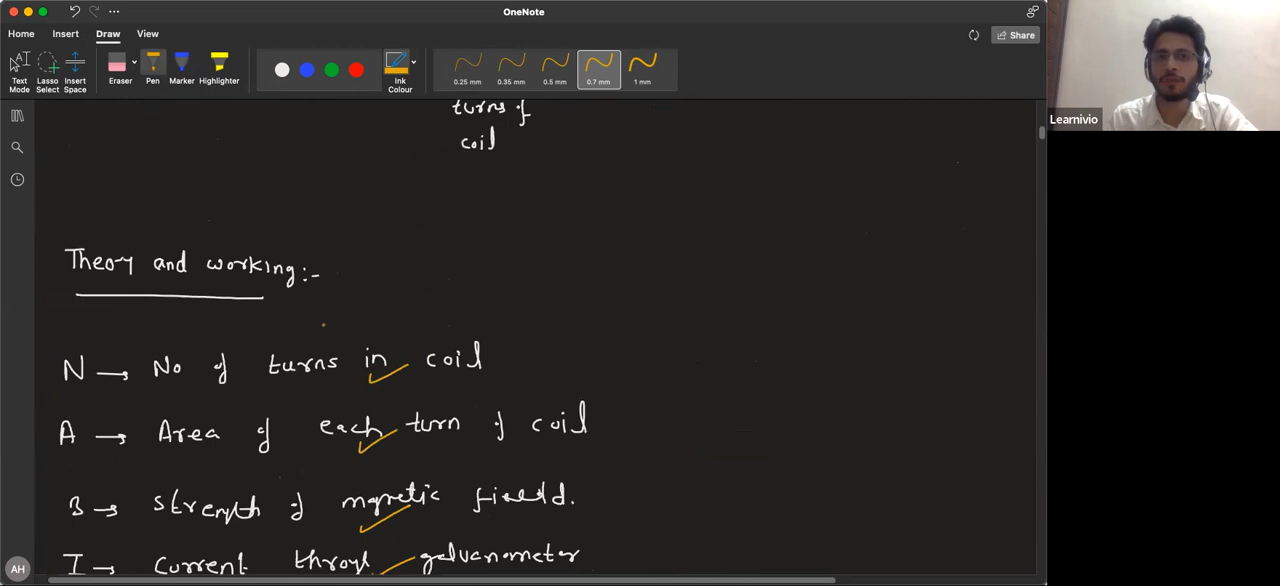 OneNote
Home Insert Draw View
Share
Text Mode
Lasso Select
Insert Space
Eraser
Pen
Marker
Highlighter
Ink Colour
0.25 mm
0.35 mm
0.5 mm
0.7 mm
1 mm
Learnivio
turns of
coil
Theory and working:-
N → No of turns in coil
A → Area of each turn of coil
B → Strength of mgnetic field.
I → Current throgh galvanometer
AH